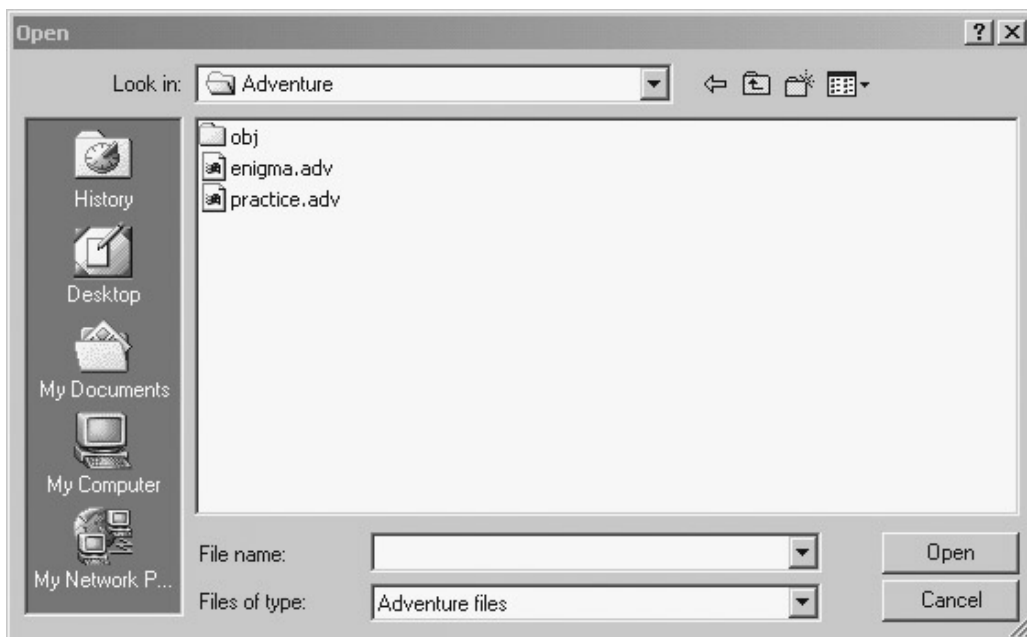 Open
Look in: Adventure
obj
enigma.adv
practice.adv
History
Desktop
My Documents
My Computer
My Network P...
File name:
Open
Files of type: Adventure files
Cancel